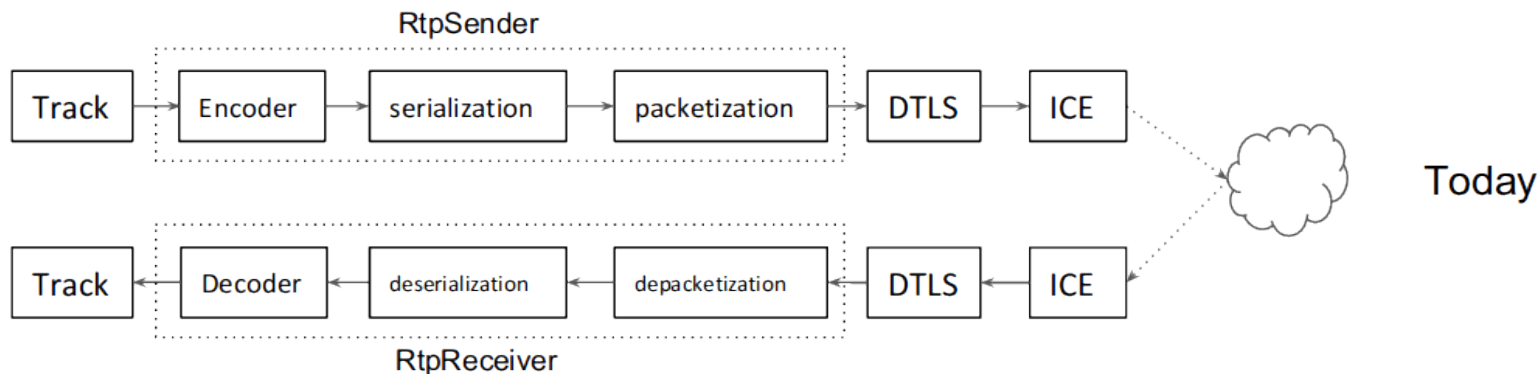 RtpSender
Track Encoder serialization packetization DTLS ICE
Today
Track Decoder deserialization depacketization DTLS ICE
RtpReceiver